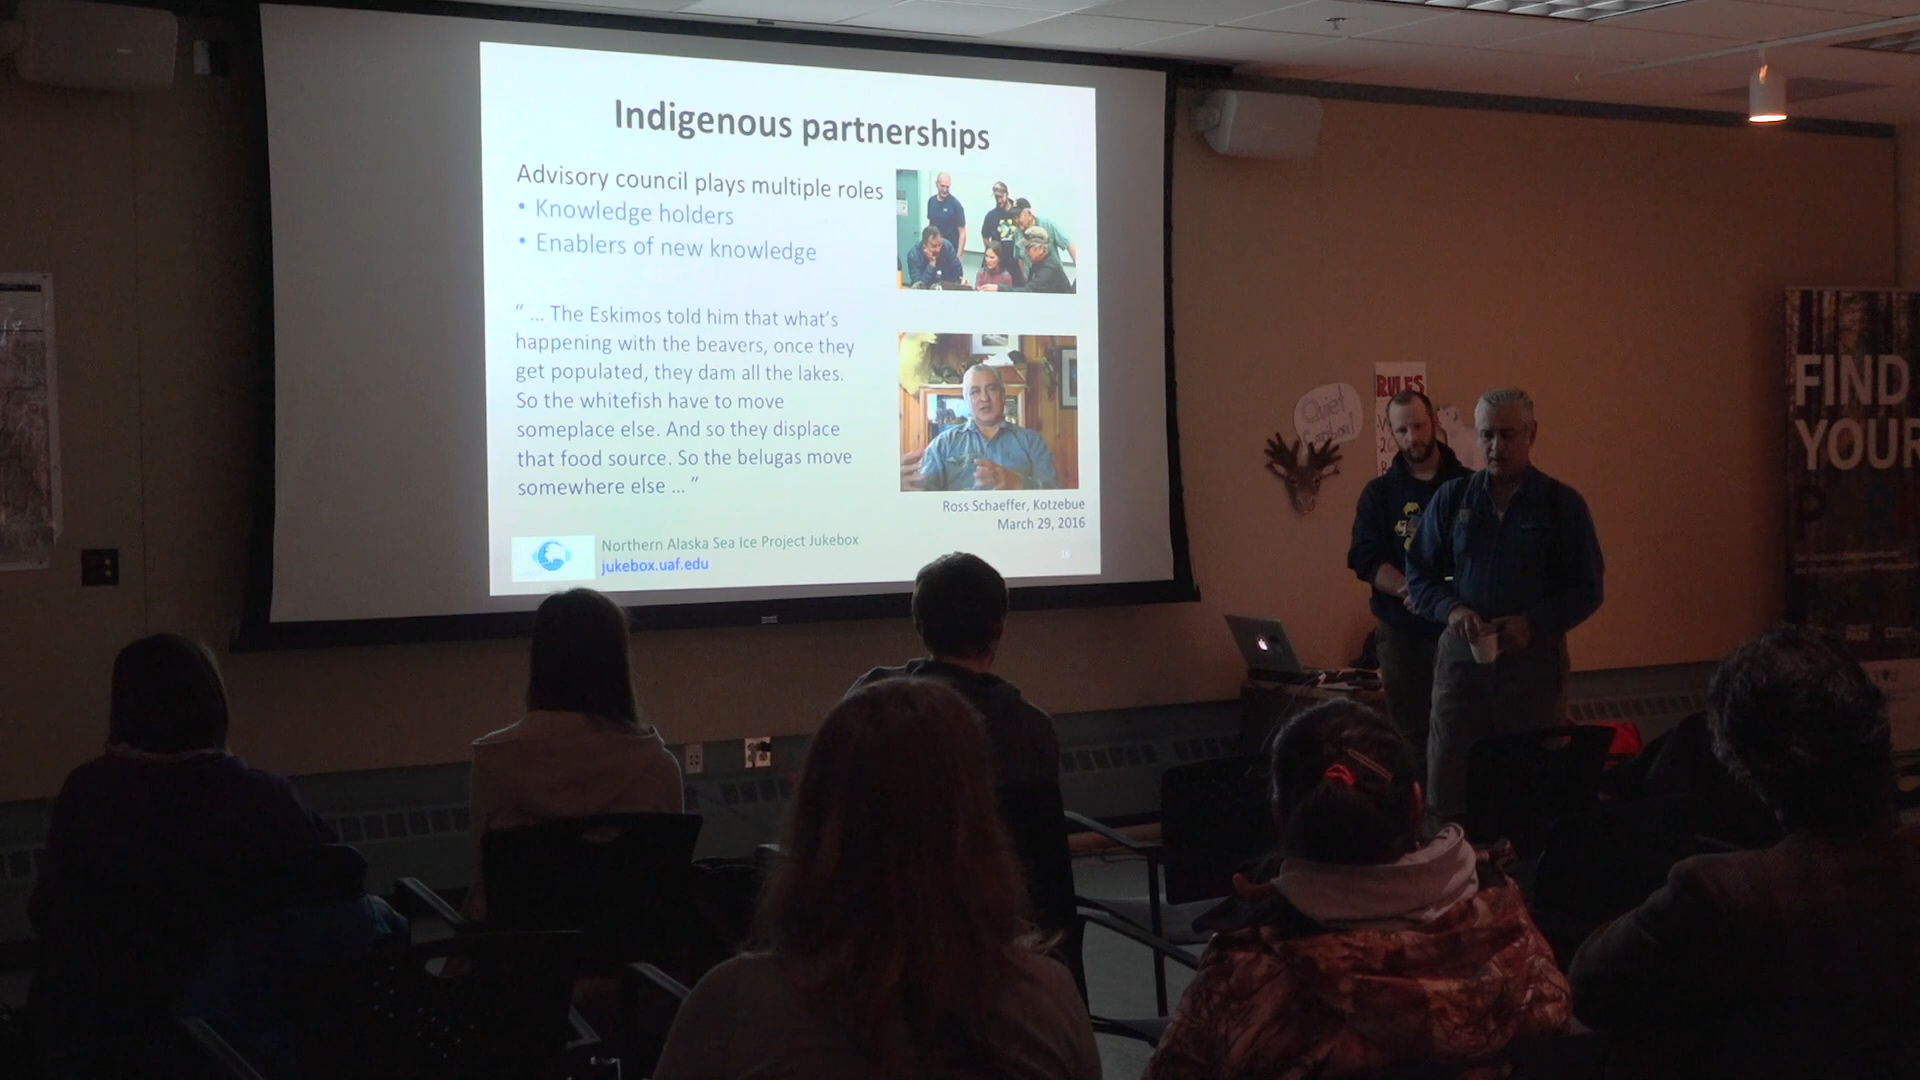 Indigenous partnerships
Advisory council plays multiple roles
• Knowledge holders
• Enablers of new knowledge
“ ... The Eskimos told him that what’s
happening with the beavers, once they
get populated, they dam all the lakes.
So the whitefish have to move
someplace else. And so they displace
that food source. So the belugas move
somewhere else ... ”
Ross Schaeffer, Kotzebue
March 29, 2016
Northern Alaska Sea Ice Project Jukebox
jukebox.uaf.edu
16
Quiet
RULES
FIND
YOUR
P